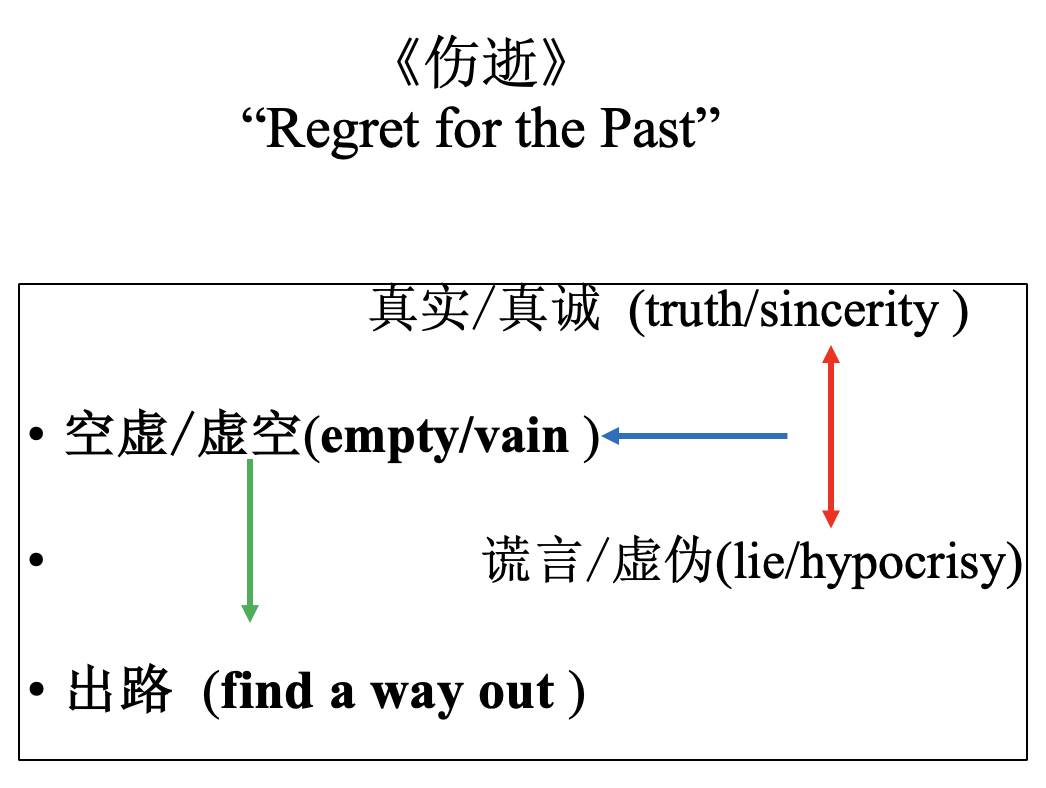 《伤逝》
“Regret for the Past”
真实/真诚 (truth/sincerity )
• 空虚/虚空(empty/vain )
• 谎言/虚伪(lie/hypocrisy)
• 出路 (find a way out )